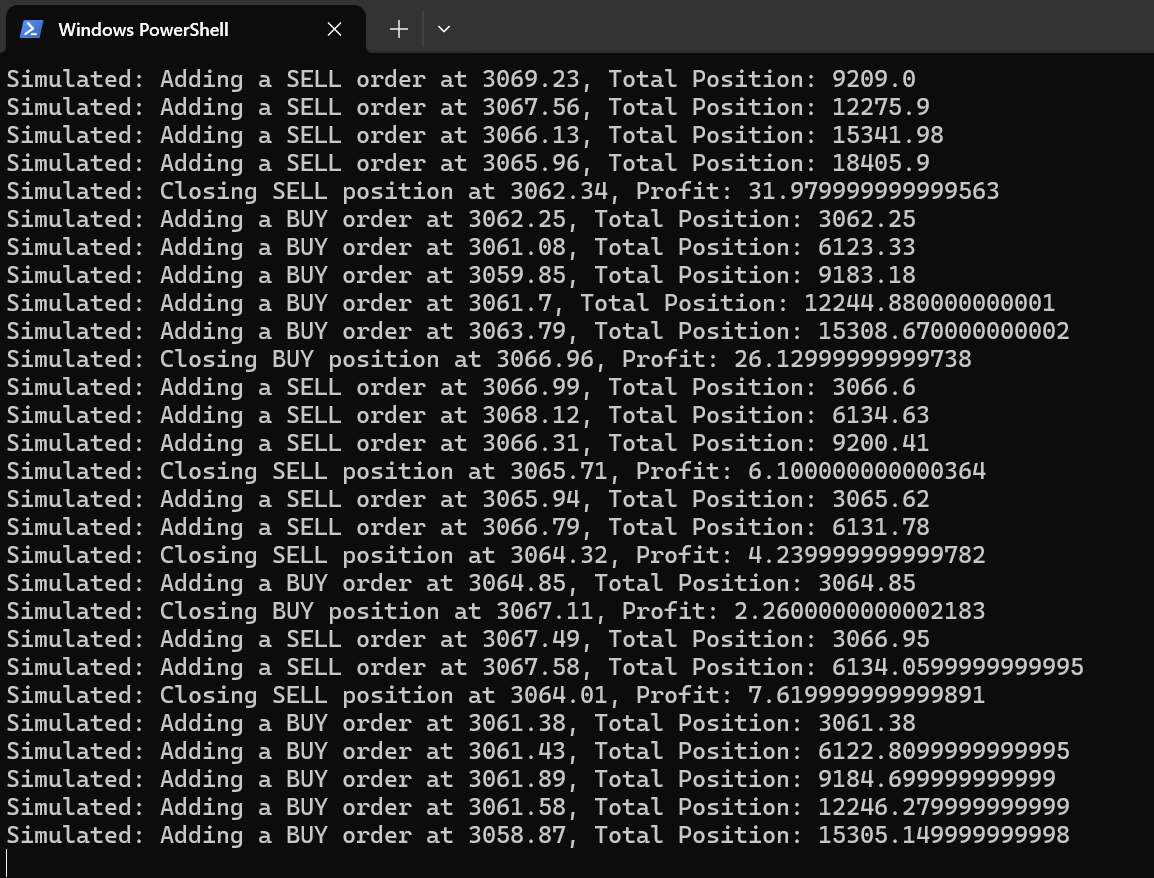 Windows PowerShell
Simulated: Adding a SELL order at 3069.23, Total Position: 9209.0
Simulated: Adding a SELL order at 3067.56, Total Position: 12275.9
Simulated: Adding a SELL order at 3066.13, Total Position: 15341.98
Simulated: Adding a SELL order at 3065.96, Total Position: 18405.9
Simulated: Closing SELL position at 3062.34, Profit: 31.979999999999563
Simulated: Adding a BUY order at 3062.25, Total Position: 3062.25
Simulated: Adding a BUY order at 3061.08, Total Position: 6123.33
Simulated: Adding a BUY order at 3059.85, Total Position: 9183.18
Simulated: Adding a BUY order at 3061.7, Total Position: 12244.880000000001
Simulated: Adding a BUY order at 3063.79, Total Position: 15308.670000000002
Simulated: Closing BUY position at 3066.96, Profit: 26.12999999999738
Simulated: Adding a SELL order at 3066.99, Total Position: 3066.6
Simulated: Adding a SELL order at 3068.12, Total Position: 6134.63
Simulated: Adding a SELL order at 3066.31, Total Position: 9200.41
Simulated: Closing SELL position at 3065.71, Profit: 6.100000000000364
Simulated: Adding a SELL order at 3065.94, Total Position: 3065.62
Simulated: Adding a SELL order at 3066.79, Total Position: 6131.78
Simulated: Closing SELL position at 3064.32, Profit: 4.239999999999782
Simulated: Adding a BUY order at 3064.85, Total Position: 3064.85
Simulated: Closing BUY position at 3067.11, Profit: 2.2600000000002183
Simulated: Adding a SELL order at 3067.49, Total Position: 3066.95
Simulated: Adding a SELL order at 3067.58, Total Position: 6134.0599999999995
Simulated: Closing SELL position at 3064.01, Profit: 7.619999999999891
Simulated: Adding a BUY order at 3061.38, Total Position: 3061.38
Simulated: Adding a BUY order at 3061.43, Total Position: 6122.8099999999995
Simulated: Adding a BUY order at 3061.89, Total Position: 9184.699999999999
Simulated: Adding a BUY order at 3061.58, Total Position: 12246.279999999999
Simulated: Adding a BUY order at 3058.87, Total Position: 15305.149999999998